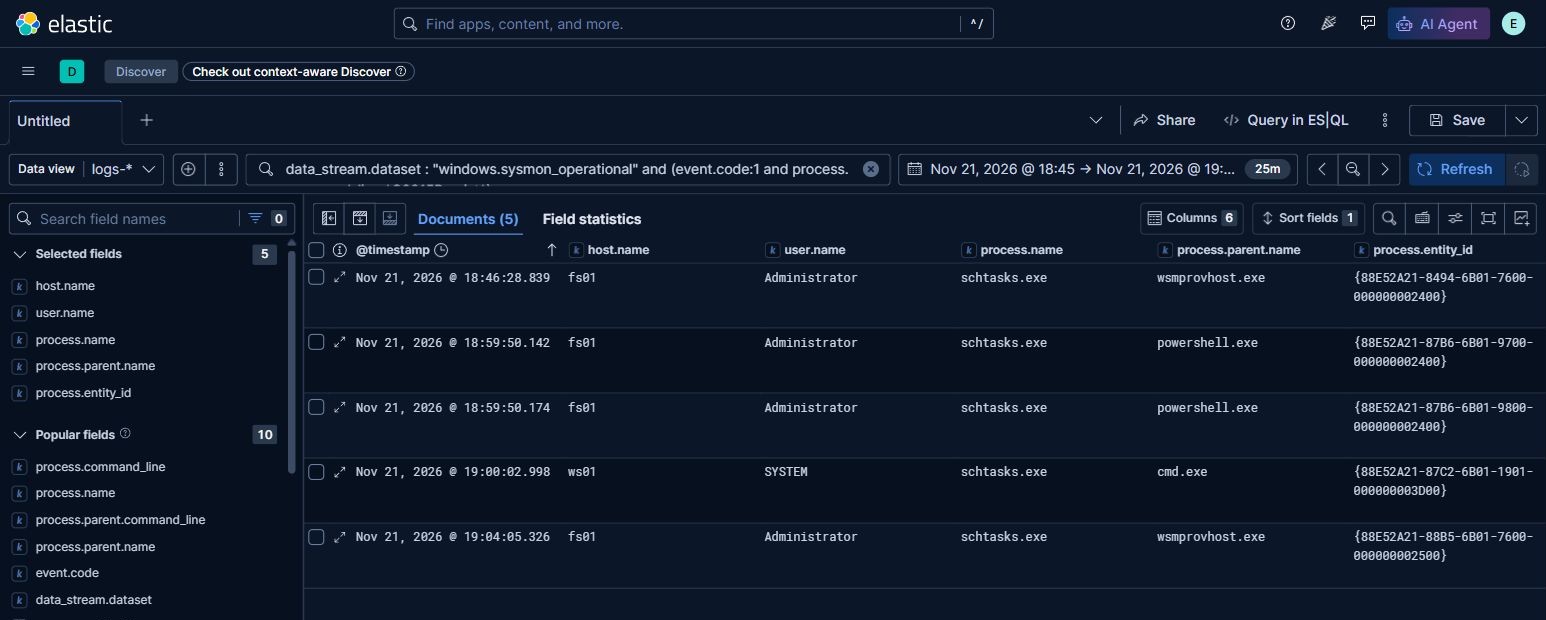 elastic
Find apps, content, and more.
^/
AI Agent
E
D
Discover
Check out context-aware Discover
Untitled
Share
Query in ES|QL
Save
Data view
logs-*
data_stream.dataset : "windows.sysmon_operational" and (event.code:1 and process.
Nov 21, 2026 @ 18:45 → Nov 21, 2026 @ 19:...
25m
Refresh
Search field names
0
Documents (5)
Field statistics
Columns 6
Sort fields 1
Selected fields 5
host.name
user.name
process.name
process.parent.name
process.entity_id
Popular fields 10
process.command_line
process.name
process.parent.command_line
process.parent.name
event.code
data_stream.dataset
@timestamp host.name user.name process.name process.parent.name process.entity_id
Nov 21, 2026 @ 18:46:28.839 fs01 Administrator schtasks.exe wsmprovhost.exe {88E52A21-8494-6B01-7600-
000000002400}
Nov 21, 2026 @ 18:59:50.142 fs01 Administrator schtasks.exe powershell.exe {88E52A21-87B6-6B01-9700-
000000002400}
Nov 21, 2026 @ 18:59:50.174 fs01 Administrator schtasks.exe powershell.exe {88E52A21-87B6-6B01-9800-
000000002400}
Nov 21, 2026 @ 19:00:02.998 ws01 SYSTEM schtasks.exe cmd.exe {88E52A21-87C2-6B01-1901-
000000003D00}
Nov 21, 2026 @ 19:04:05.326 fs01 Administrator schtasks.exe wsmprovhost.exe {88E52A21-88B5-6B01-7600-
000000002500}